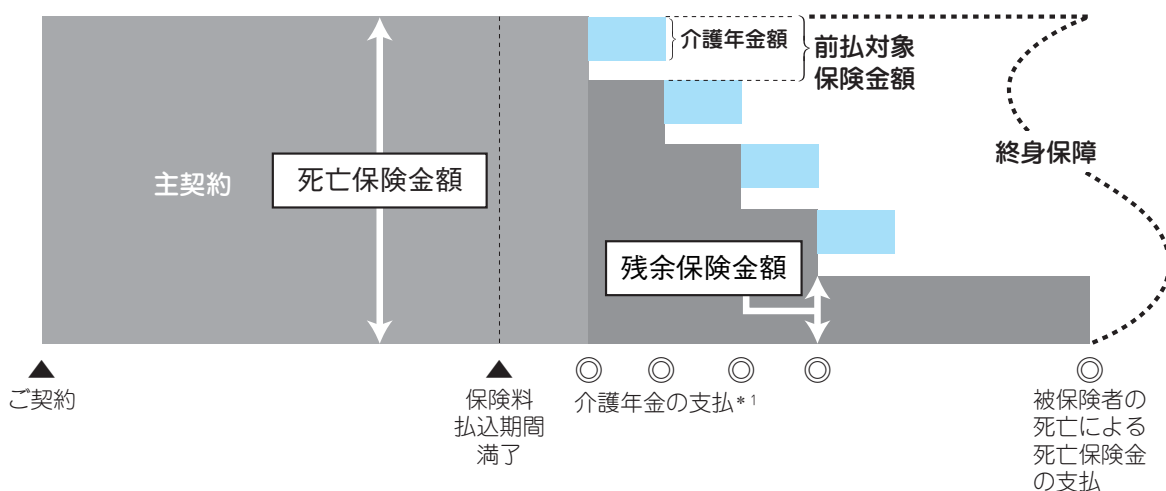 介護年金額
前払対象
保険金額
終身保障
主契約
死亡保険金額
残余保険金額
ご契約
保険料
払込期間
満了
介護年金の支払*1
被保険者の
死亡による
死亡保険金
の支払